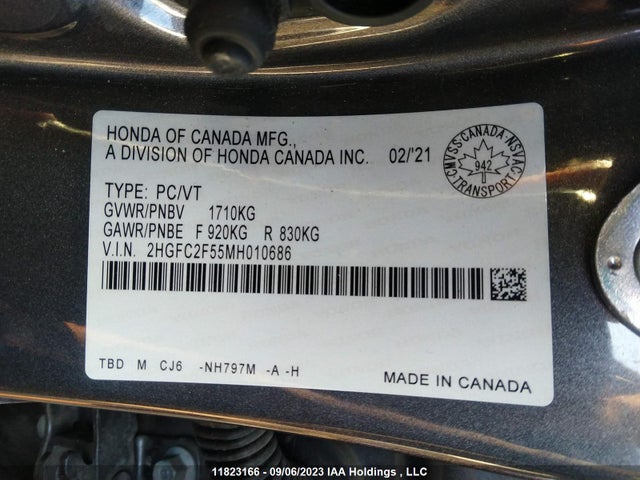 HONDA OF CANADA MFG.,
A DIVISION OF HONDA CANADA INC. 02/'21
CMVSS·CANADA·NSVAC
942
TRANSPORT
TYPE: PC/VT
GVWR/PNBV 1710KG
GAWR/PNBE F 920KG R 830KG
V.I.N. 2HGFC2F55MH010686
TBD M CJ6 -NH797M -A -H
MADE IN CANADA
11823166 - 09/06/2023 IAA Holdings , LLC